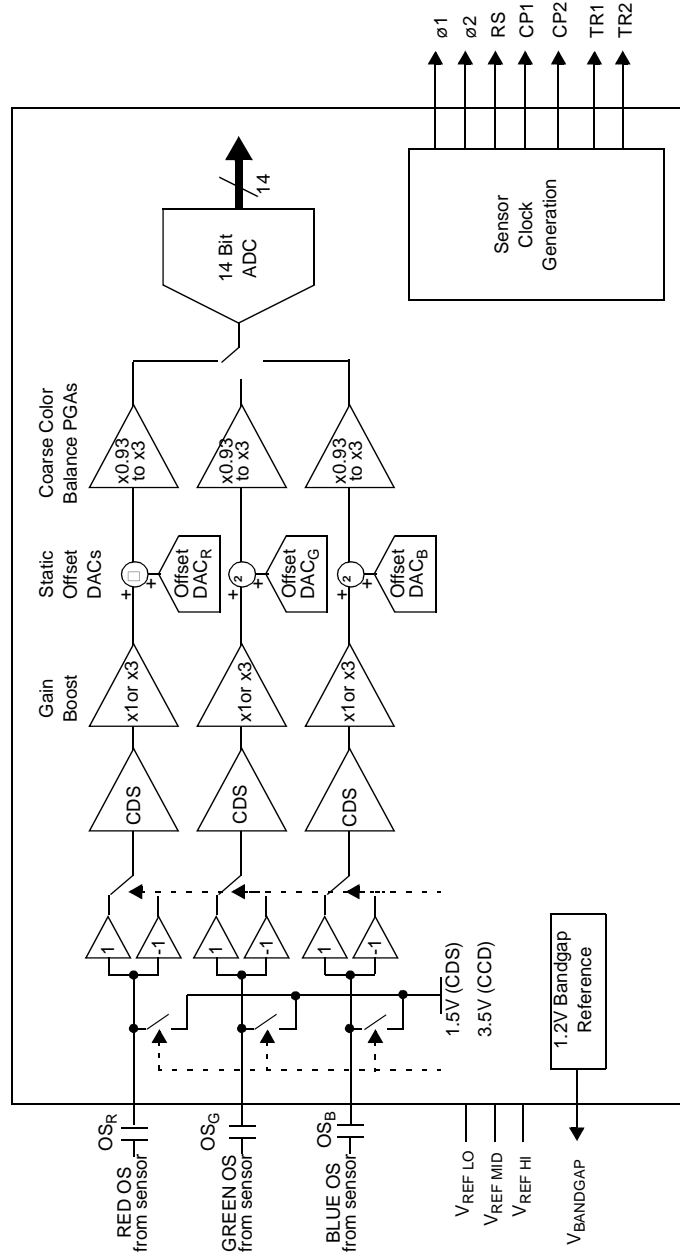 Gain
Boost
Static
Offset
DACs
Coarse Color
Balance PGAs
RED OS
from sensor
OSR
1
-1
CDS
x1or x3
+
+
Offset
DACR
x0.93
to x3
GREEN OS
from sensor
OSG
1
-1
CDS
x1or x3
+
2
+
Offset
DACG
x0.93
to x3
BLUE OS
from sensor
OSB
1
-1
CDS
x1or x3
+
2
+
Offset
DACB
x0.93
to x3
14 Bit
ADC
14
1.5V (CDS)
3.5V (CCD)
VREF LO
VREF MID
VREF HI
VBANDGAP
1.2V Bandgap
Reference
Sensor
Clock
Generation
ø1
ø2
RS
CP1
CP2
TR1
TR2